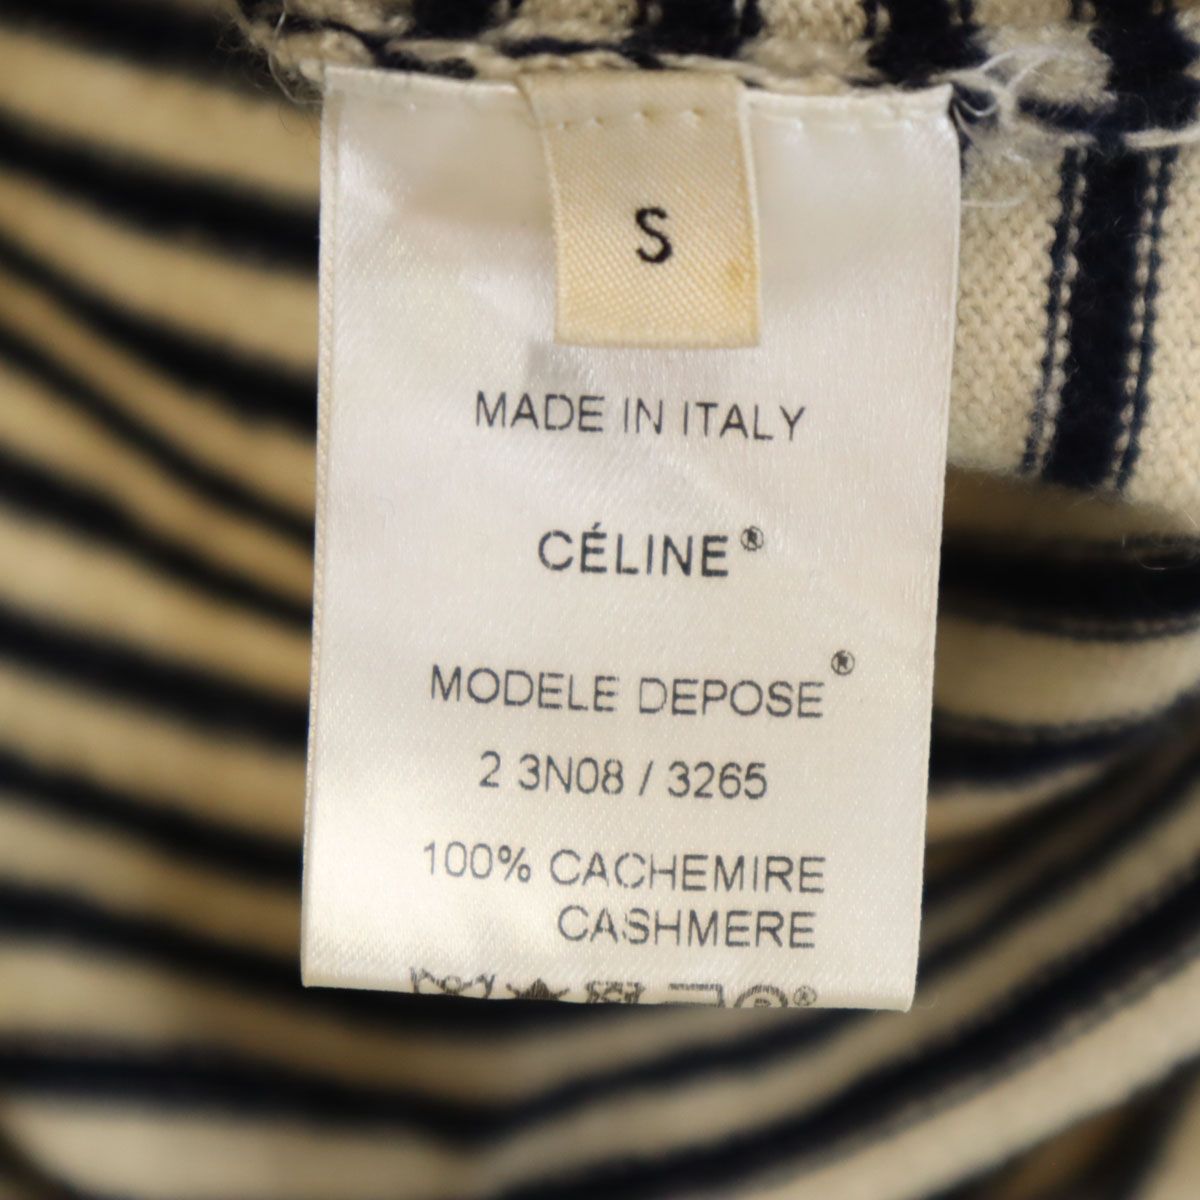 S
MADE IN ITALY
CÉLINE®
MODELE DEPOSE®
2 3N08 / 3265
100% CACHEMIRE
CASHMERE